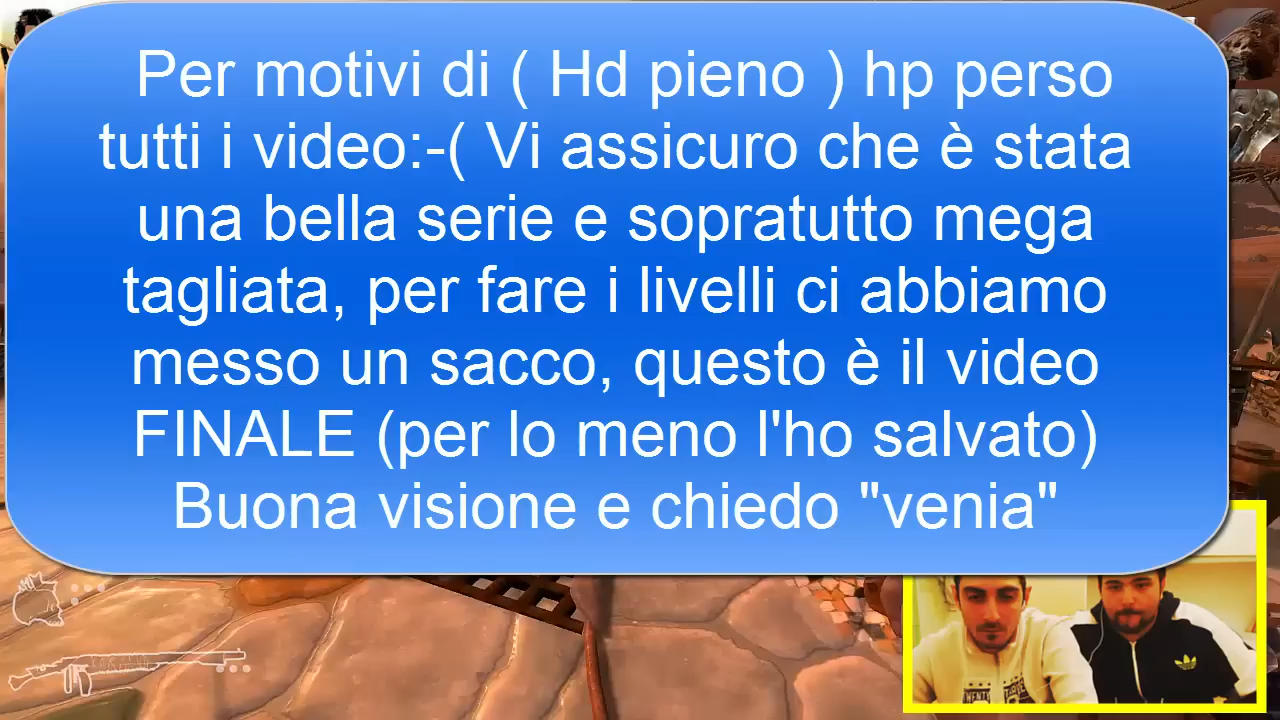 Per motivi di ( Hd pieno ) hp perso
tutti i video:-( Vi assicuro che è stata
una bella serie e sopratutto mega
tagliata, per fare i livelli ci abbiamo
messo un sacco, questo è il video
FINALE (per lo meno l'ho salvato)
Buona visione e chiedo "venia"